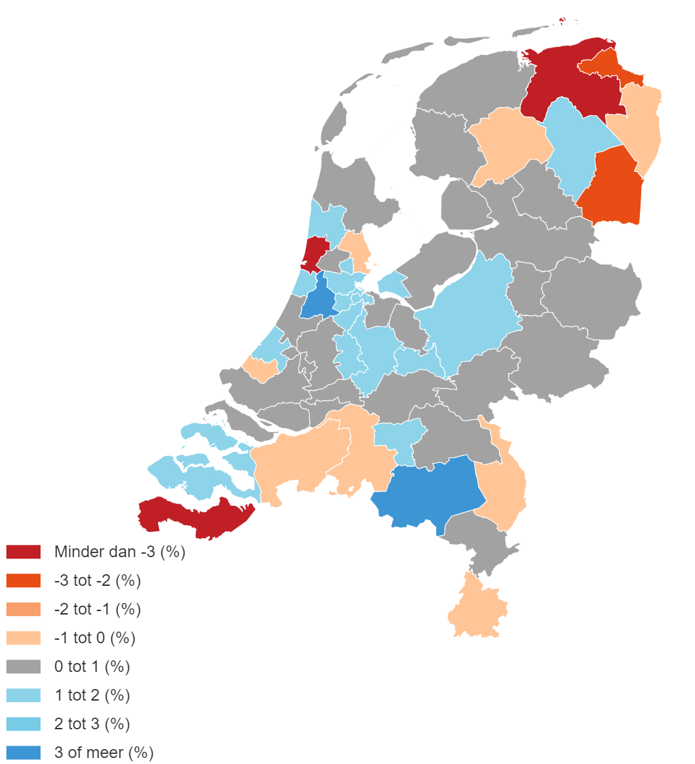 Minder dan -3 (%)
-3 tot -2 (%)
-2 tot -1 (%)
-1 tot 0 (%)
0 tot 1 (%)
1 tot 2 (%)
2 tot 3 (%)
3 of meer (%)